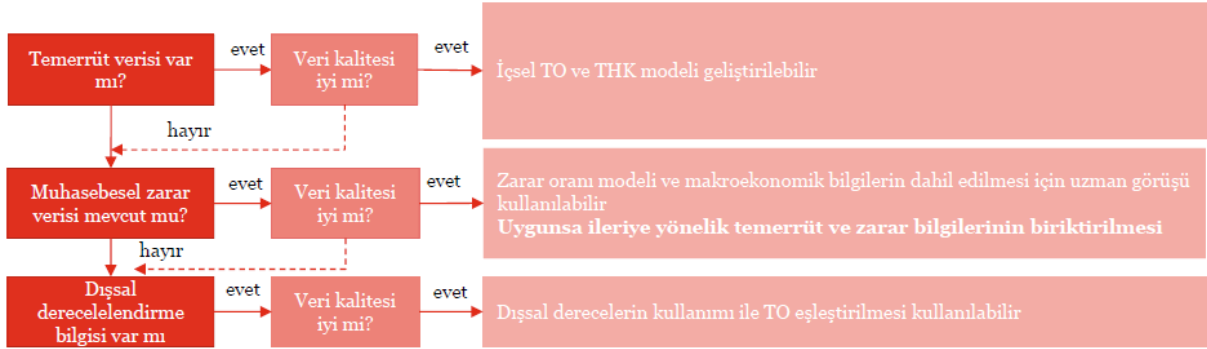 Temerrüt verisi var
mı?
evet
Veri kalitesi
iyi mi?
evet
İçsel TO ve THK modeli geliştirilebilir
hayır
Muhasebesel zarar
verisi mevcut mu?
evet
Veri kalitesi
iyi mi?
evet
Zarar oranı modeli ve makroekonomik bilgilerin dahil edilmesi için uzman görüşü
kullanılabilir
Uygunsa ileriye yönelik temerrüt ve zarar bilgilerinin biriktirilmesi
hayır
Dışsal
derecelelendirme
bilgisi var mı
evet
Veri kalitesi
iyi mi?
evet
Dışsal derecelerin kullanımı ile TO eşleştirilmesi kullanılabilir